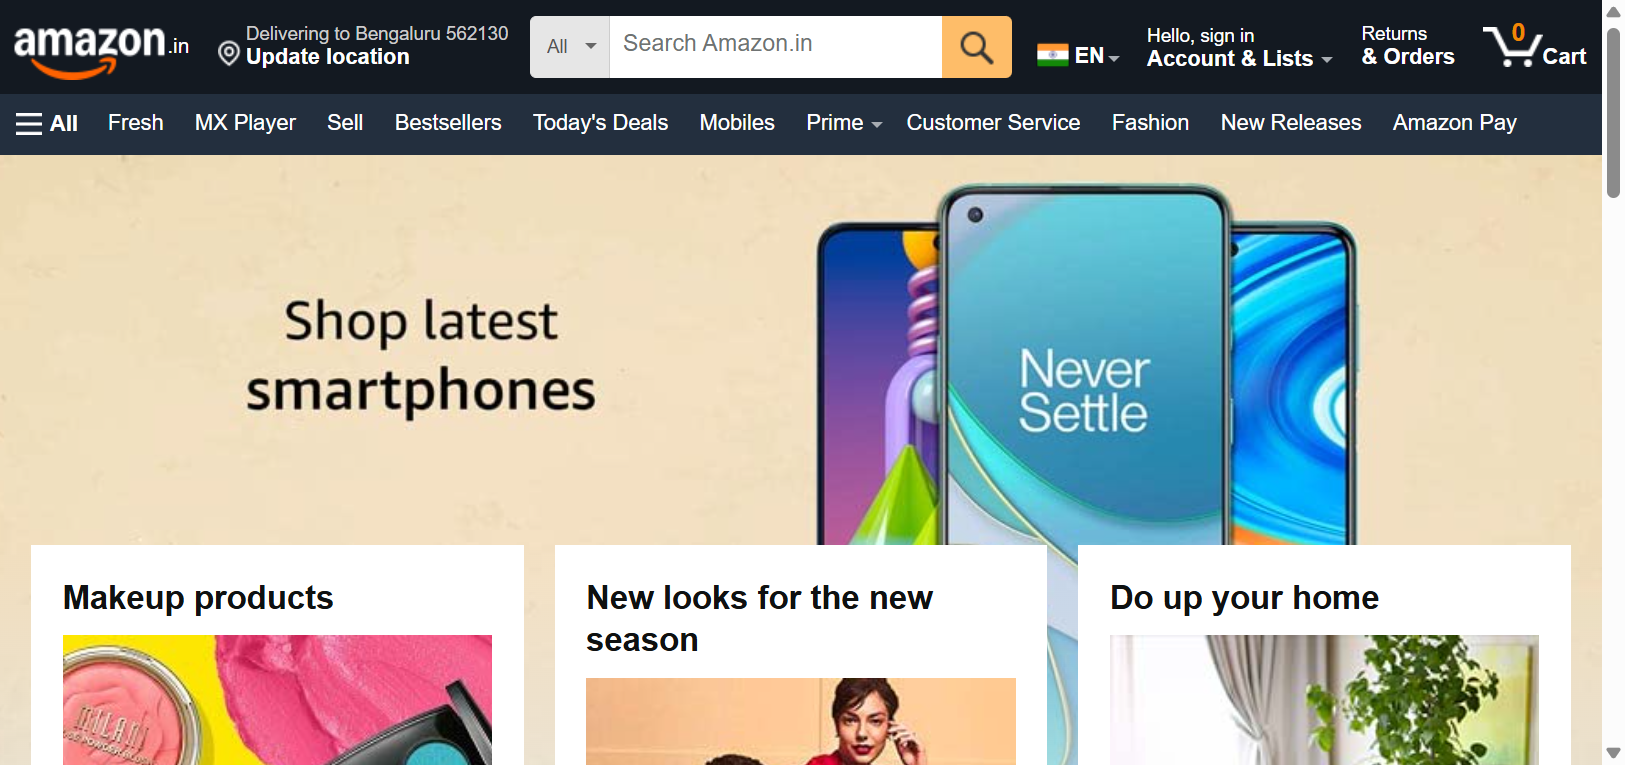 amazon.in
Delivering to Bengaluru 562130
Update location
All
Search Amazon.in
EN
Hello, sign in
Account & Lists
Returns
& Orders
0
Cart
All
Fresh
MX Player
Sell
Bestsellers
Today's Deals
Mobiles
Prime
Customer Service
Fashion
New Releases
Amazon Pay
Shop latest
smartphones
Never
Settle
Makeup products
New looks for the new
season
Do up your home
MILANI